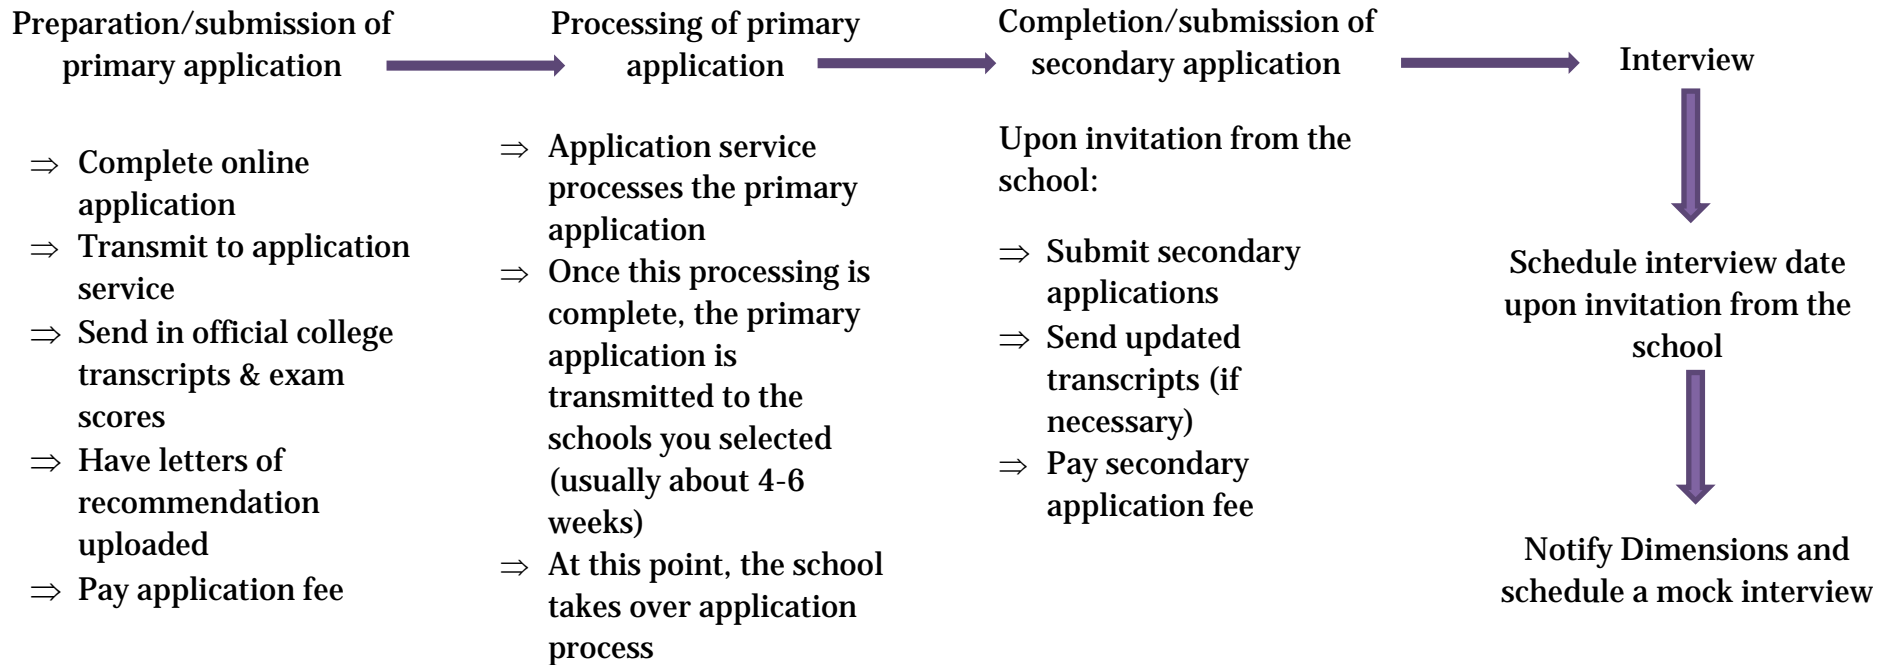 Preparation/submission of
primary application
⇒ Complete online
application
⇒ Transmit to application
service
⇒ Send in official college
transcripts & exam
scores
⇒ Have letters of
recommendation
uploaded
⇒ Pay application fee
Processing of primary
application
⇒ Application service
processes the primary
application
⇒ Once this processing is
complete, the primary
application is
transmitted to the
schools you selected
(usually about 4-6
weeks)
⇒ At this point, the school
takes over application
process
Completion/submission of
secondary application
Upon invitation from the
school:
⇒ Submit secondary
applications
⇒ Send updated
transcripts (if
necessary)
⇒ Pay secondary
application fee
Interview
Schedule interview date
upon invitation from the
school
Notify Dimensions and
schedule a mock interview